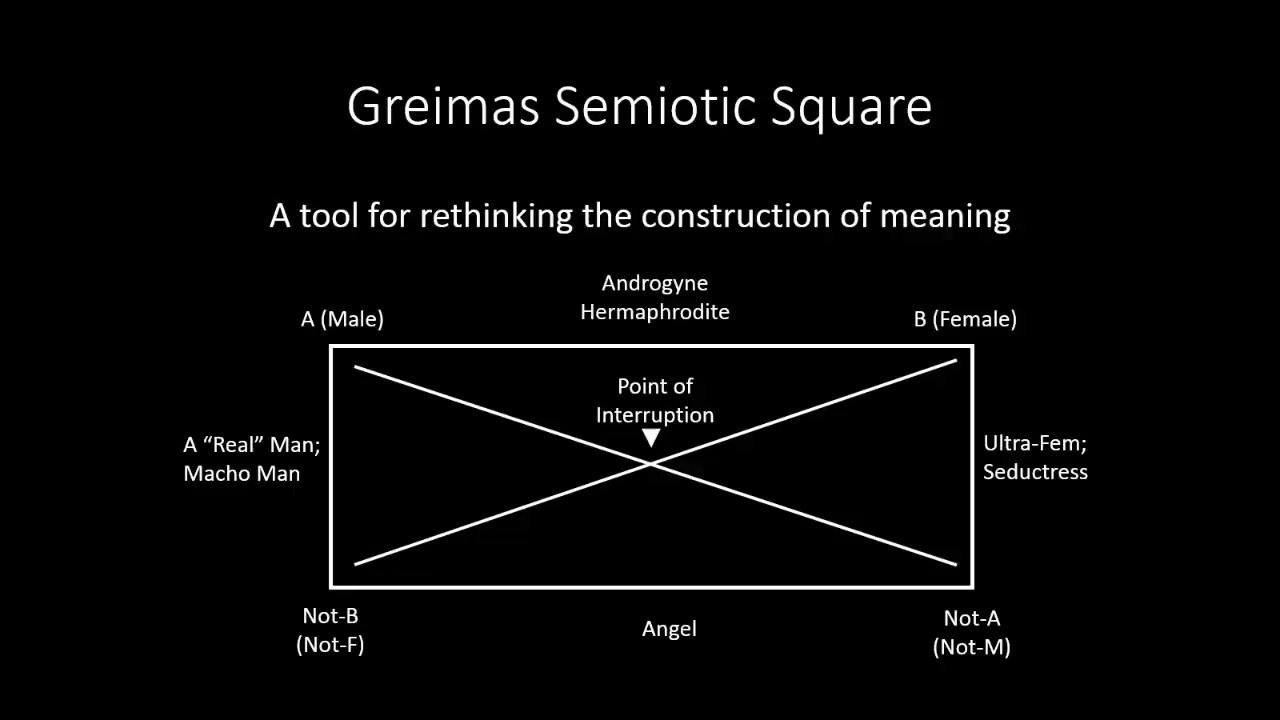 Greimas Semiotic Square
A tool for rethinking the construction of meaning
Androgyne
Hermaphrodite
A (Male)
B (Female)
Point of
Interruption
A “Real” Man;
Macho Man
Ultra-Fem;
Seductress
Not-B
(Not-F)
Angel
Not-A
(Not-M)